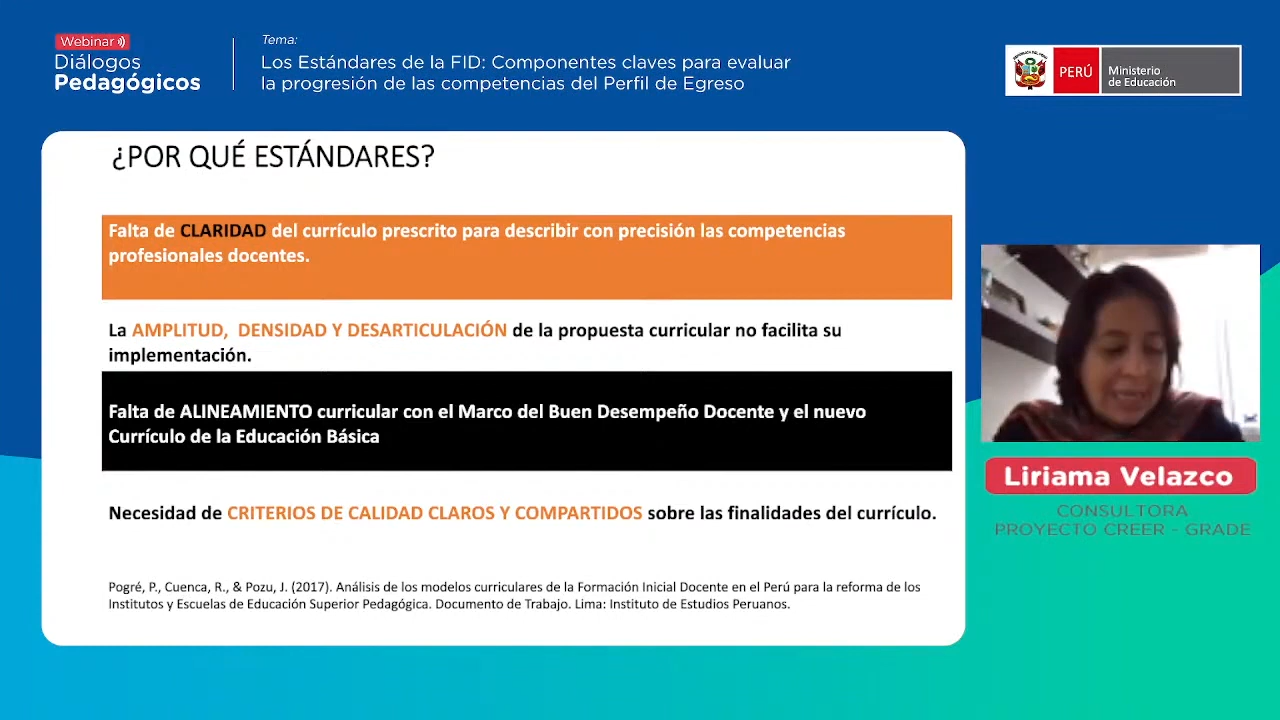 Webinar
Diálogos
Pedagógicos
Tema:
Los Estándares de la FID: Componentes claves para evaluar
la progresión de las competencias del Perfil de Egreso
PERÚ
Ministerio
de Educación
¿POR QUÉ ESTÁNDARES?
Falta de CLARIDAD del currículo prescrito para describir con precisión las competencias
profesionales docentes.
La AMPLITUD, DENSIDAD Y DESARTICULACIÓN de la propuesta curricular no facilita su
implementación.
Falta de ALINEAMIENTO curricular con el Marco del Buen Desempeño Docente y el nuevo
Currículo de la Educación Básica
Necesidad de CRITERIOS DE CALIDAD CLAROS Y COMPARTIDOS sobre las finalidades del currículo.
Pogré, P., Cuenca, R., & Pozu, J. (2017). Análisis de los modelos curriculares de la Formación Inicial Docente en el Perú para la reforma de los
Institutos y Escuelas de Educación Superior Pedagógica. Documento de Trabajo. Lima: Instituto de Estudios Peruanos.
Liriama Velazco
CONSULTORA
PROYECTO CREER - GRADE